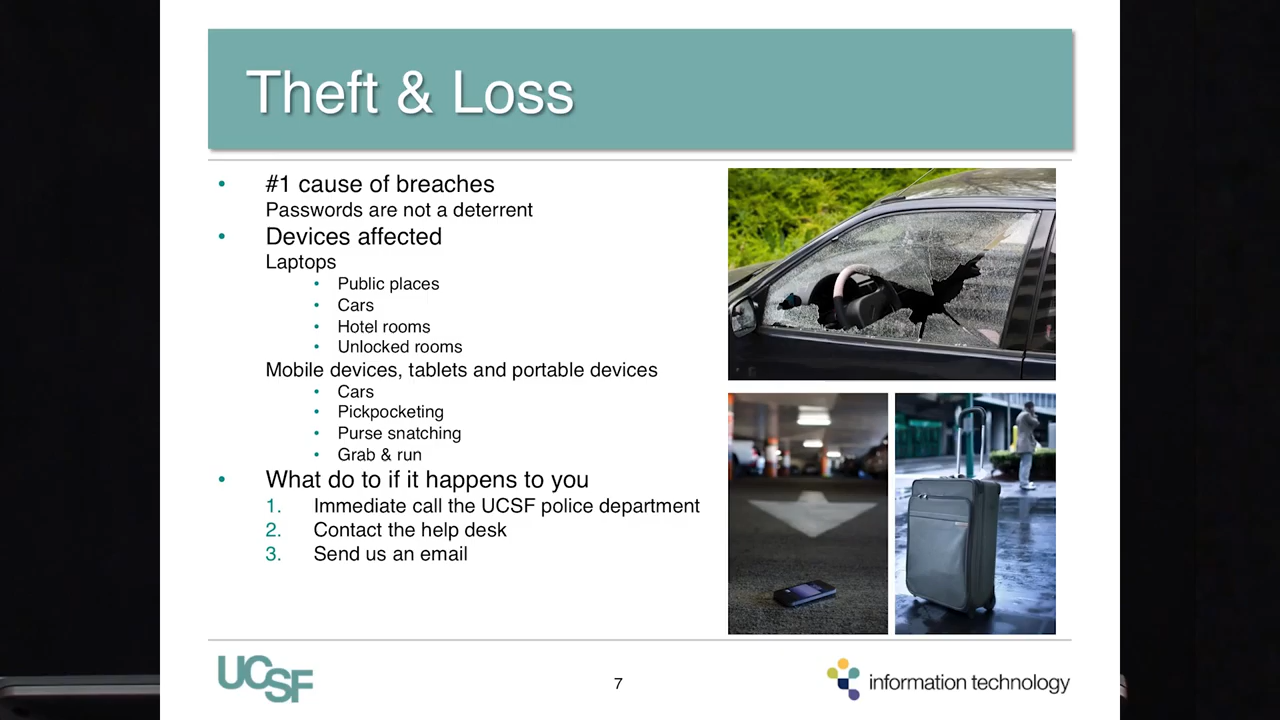 Theft & Loss
• #1 cause of breaches
Passwords are not a deterrent
• Devices affected
Laptops
• Public places
• Cars
• Hotel rooms
• Unlocked rooms
Mobile devices, tablets and portable devices
• Cars
• Pickpocketing
• Purse snatching
• Grab & run
• What do to if it happens to you
1. Immediate call the UCSF police department
2. Contact the help desk
3. Send us an email
UCSF
7
information technology